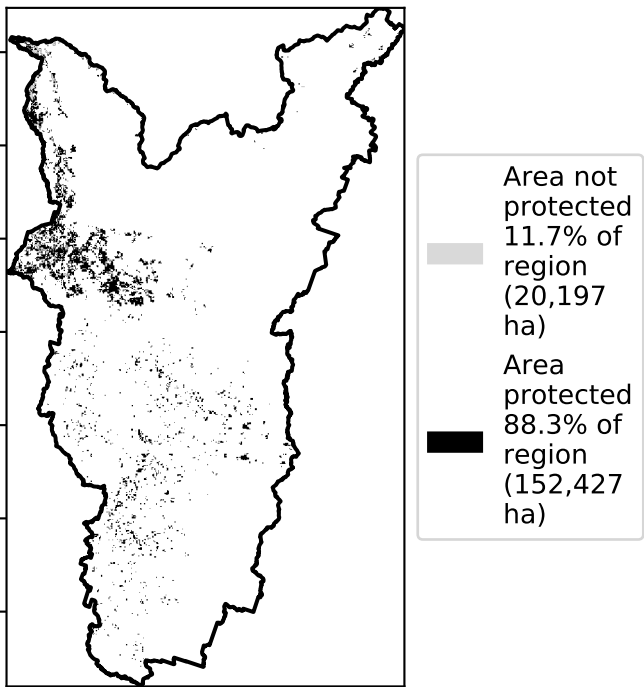 Area not
protected
11.7% of
region
(20,197
ha)
Area
protected
88.3% of
region
(152,427
ha)